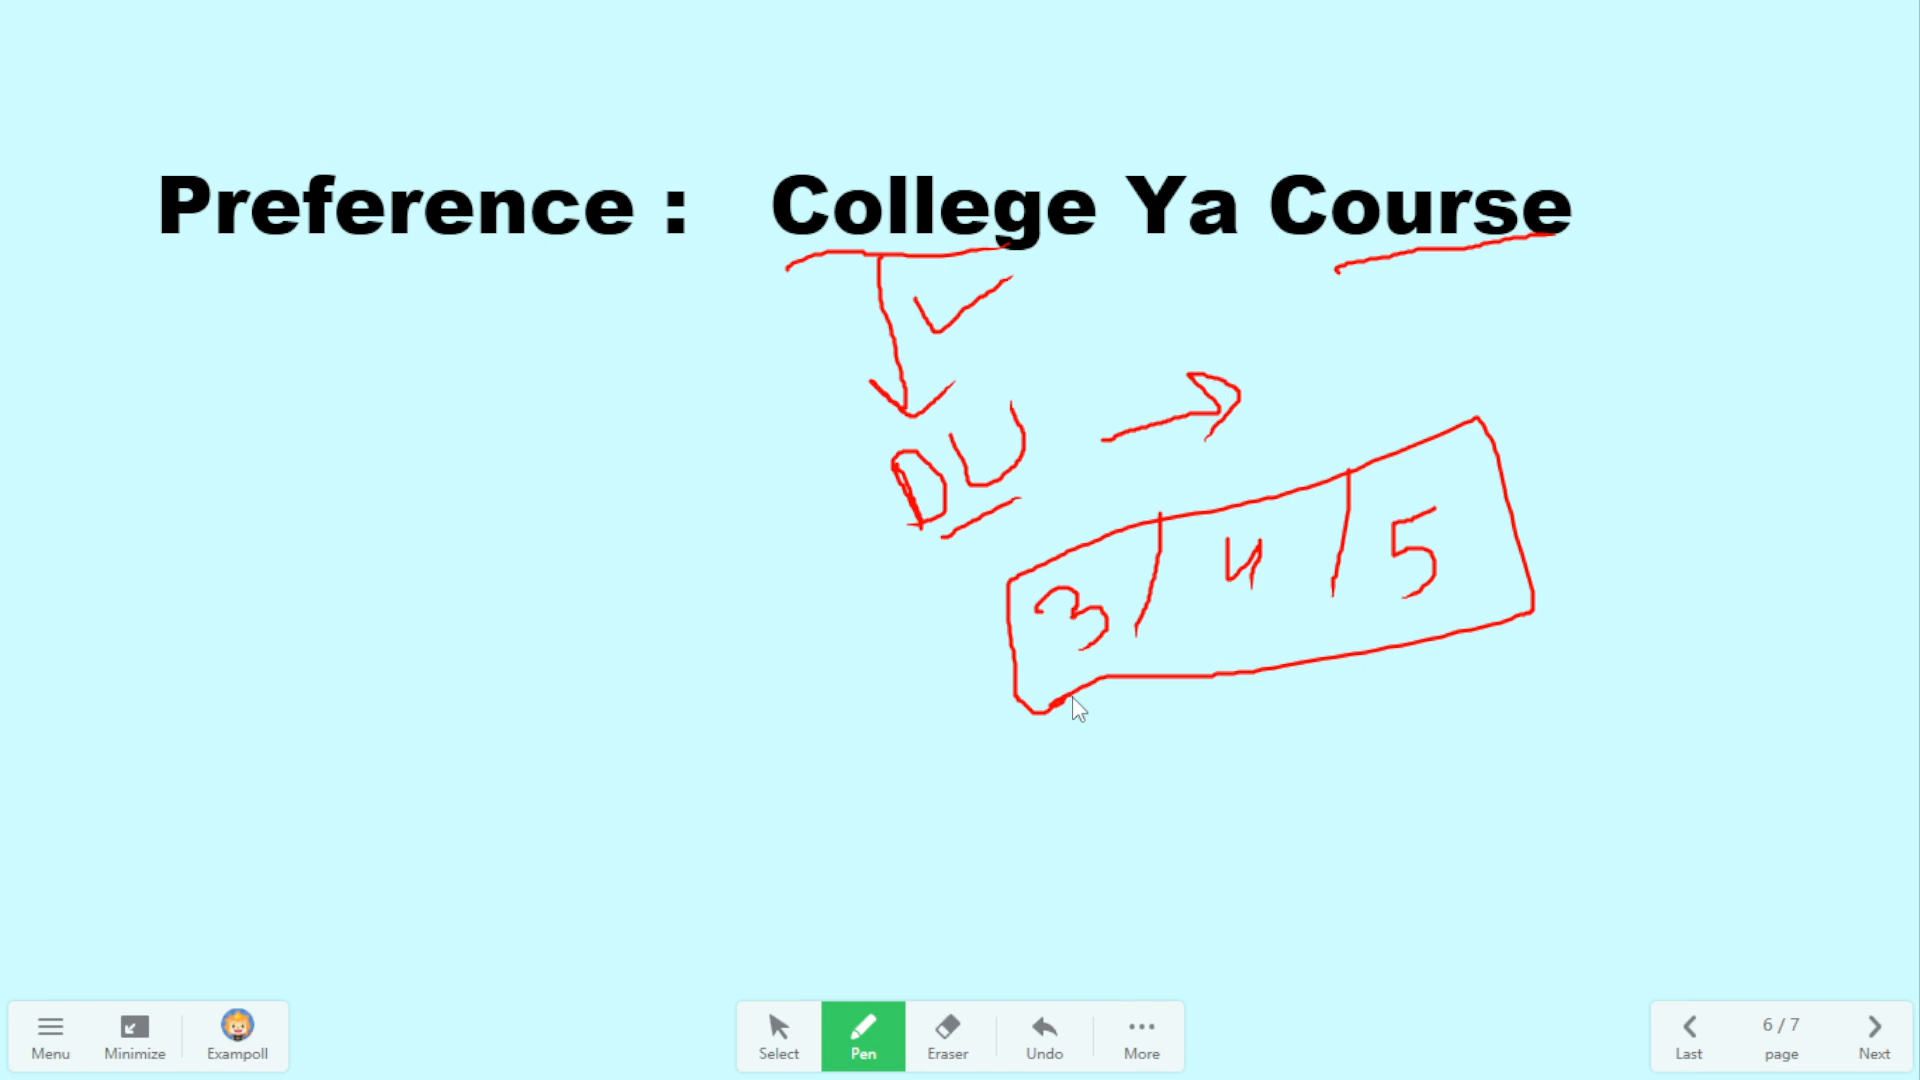 Preference : College Ya Course
DU
3 4 5
Menu Minimize Exampoll Select Pen Eraser Undo More Last 6 / 7 page Next